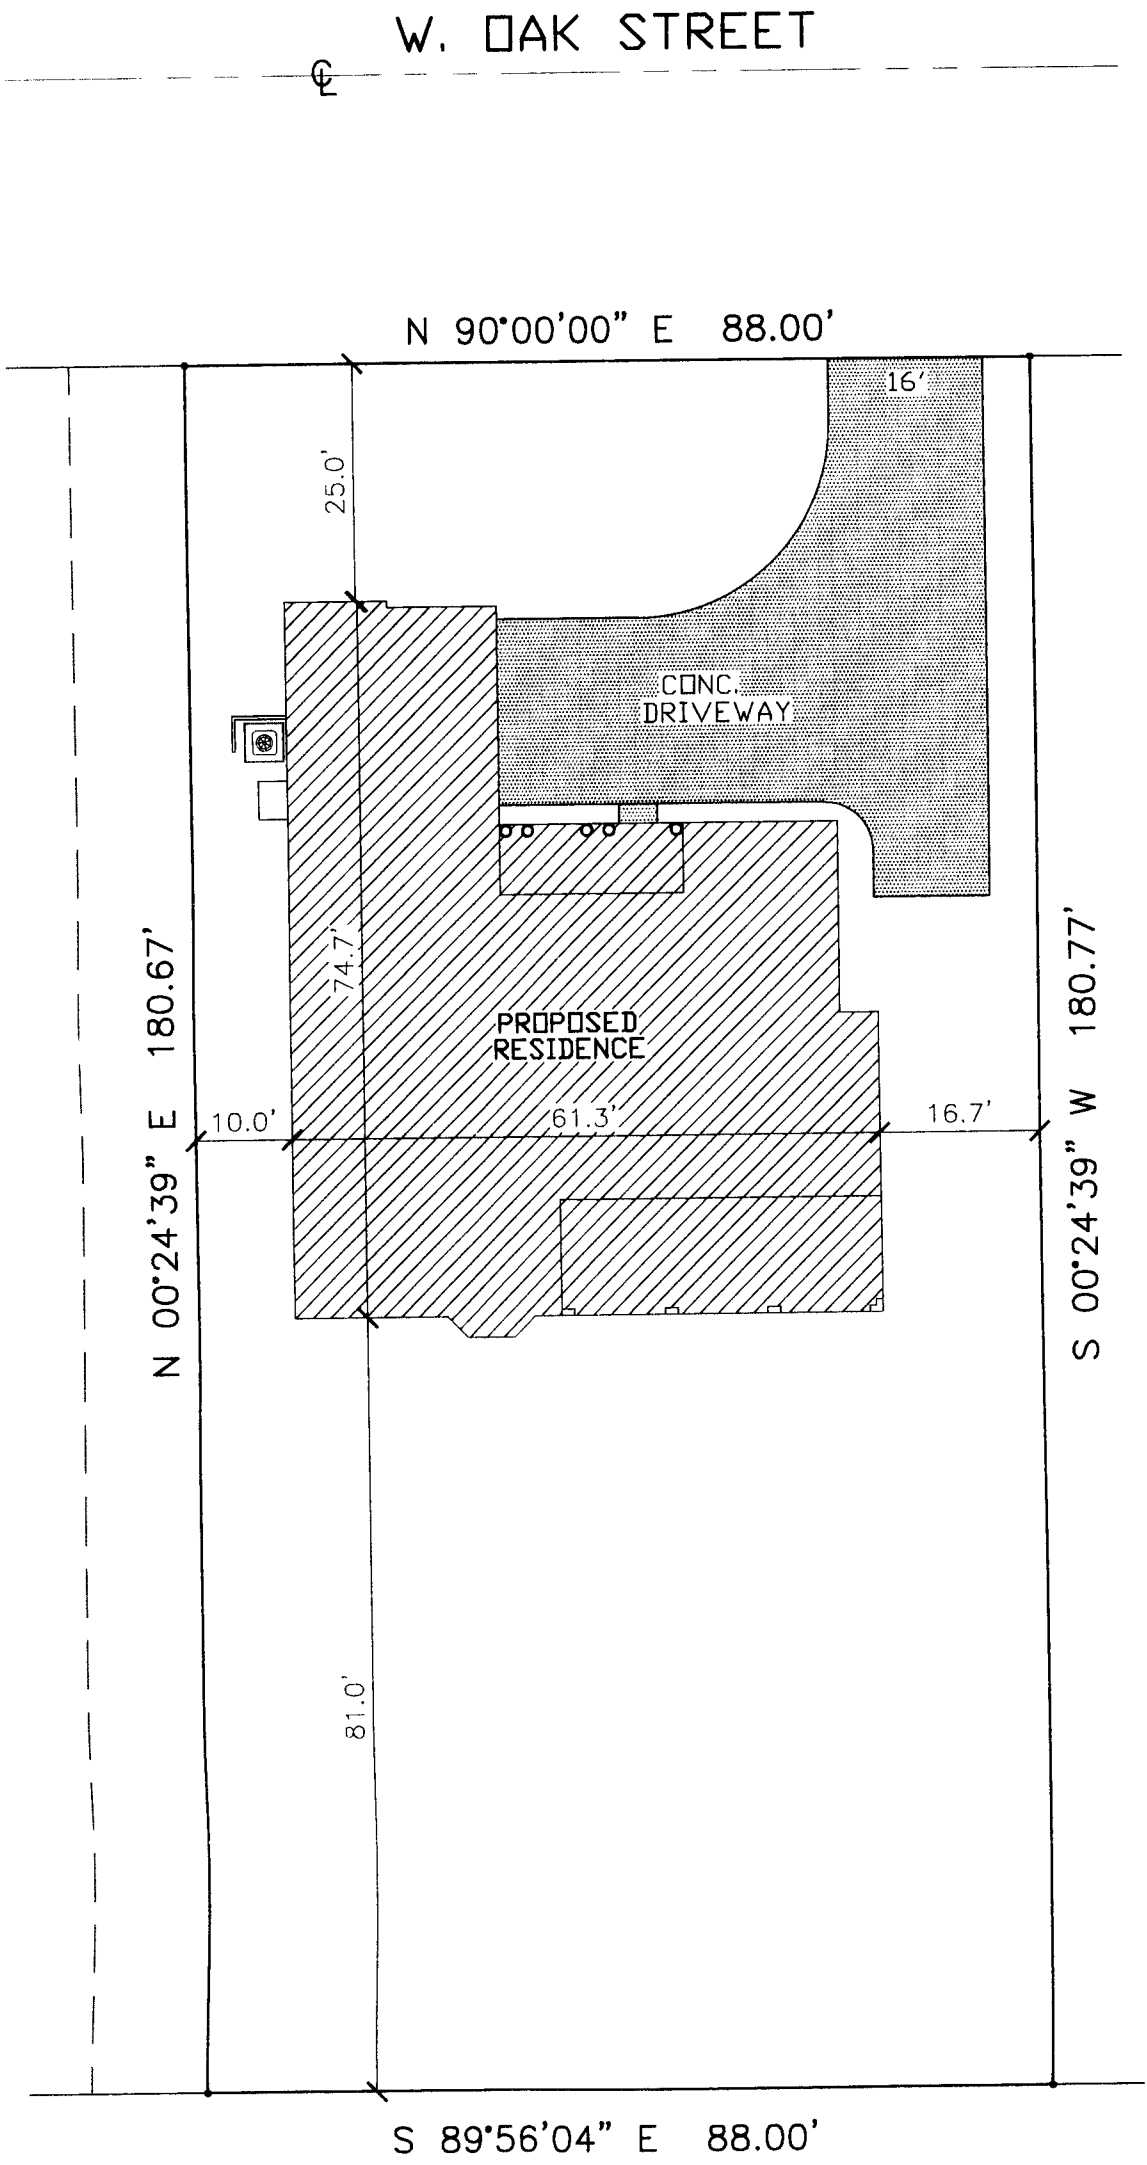 W. OAK STREET
℄
N 90°00'00" E 88.00'
16'
25.0'
CONC.
DRIVEWAY
74.7'
N 00°24'39" E 180.67'
S 00°24'39" W 180.77'
PROPOSED
RESIDENCE
10.0'
61.3'
16.7'
81.0'
S 89°56'04" E 88.00'